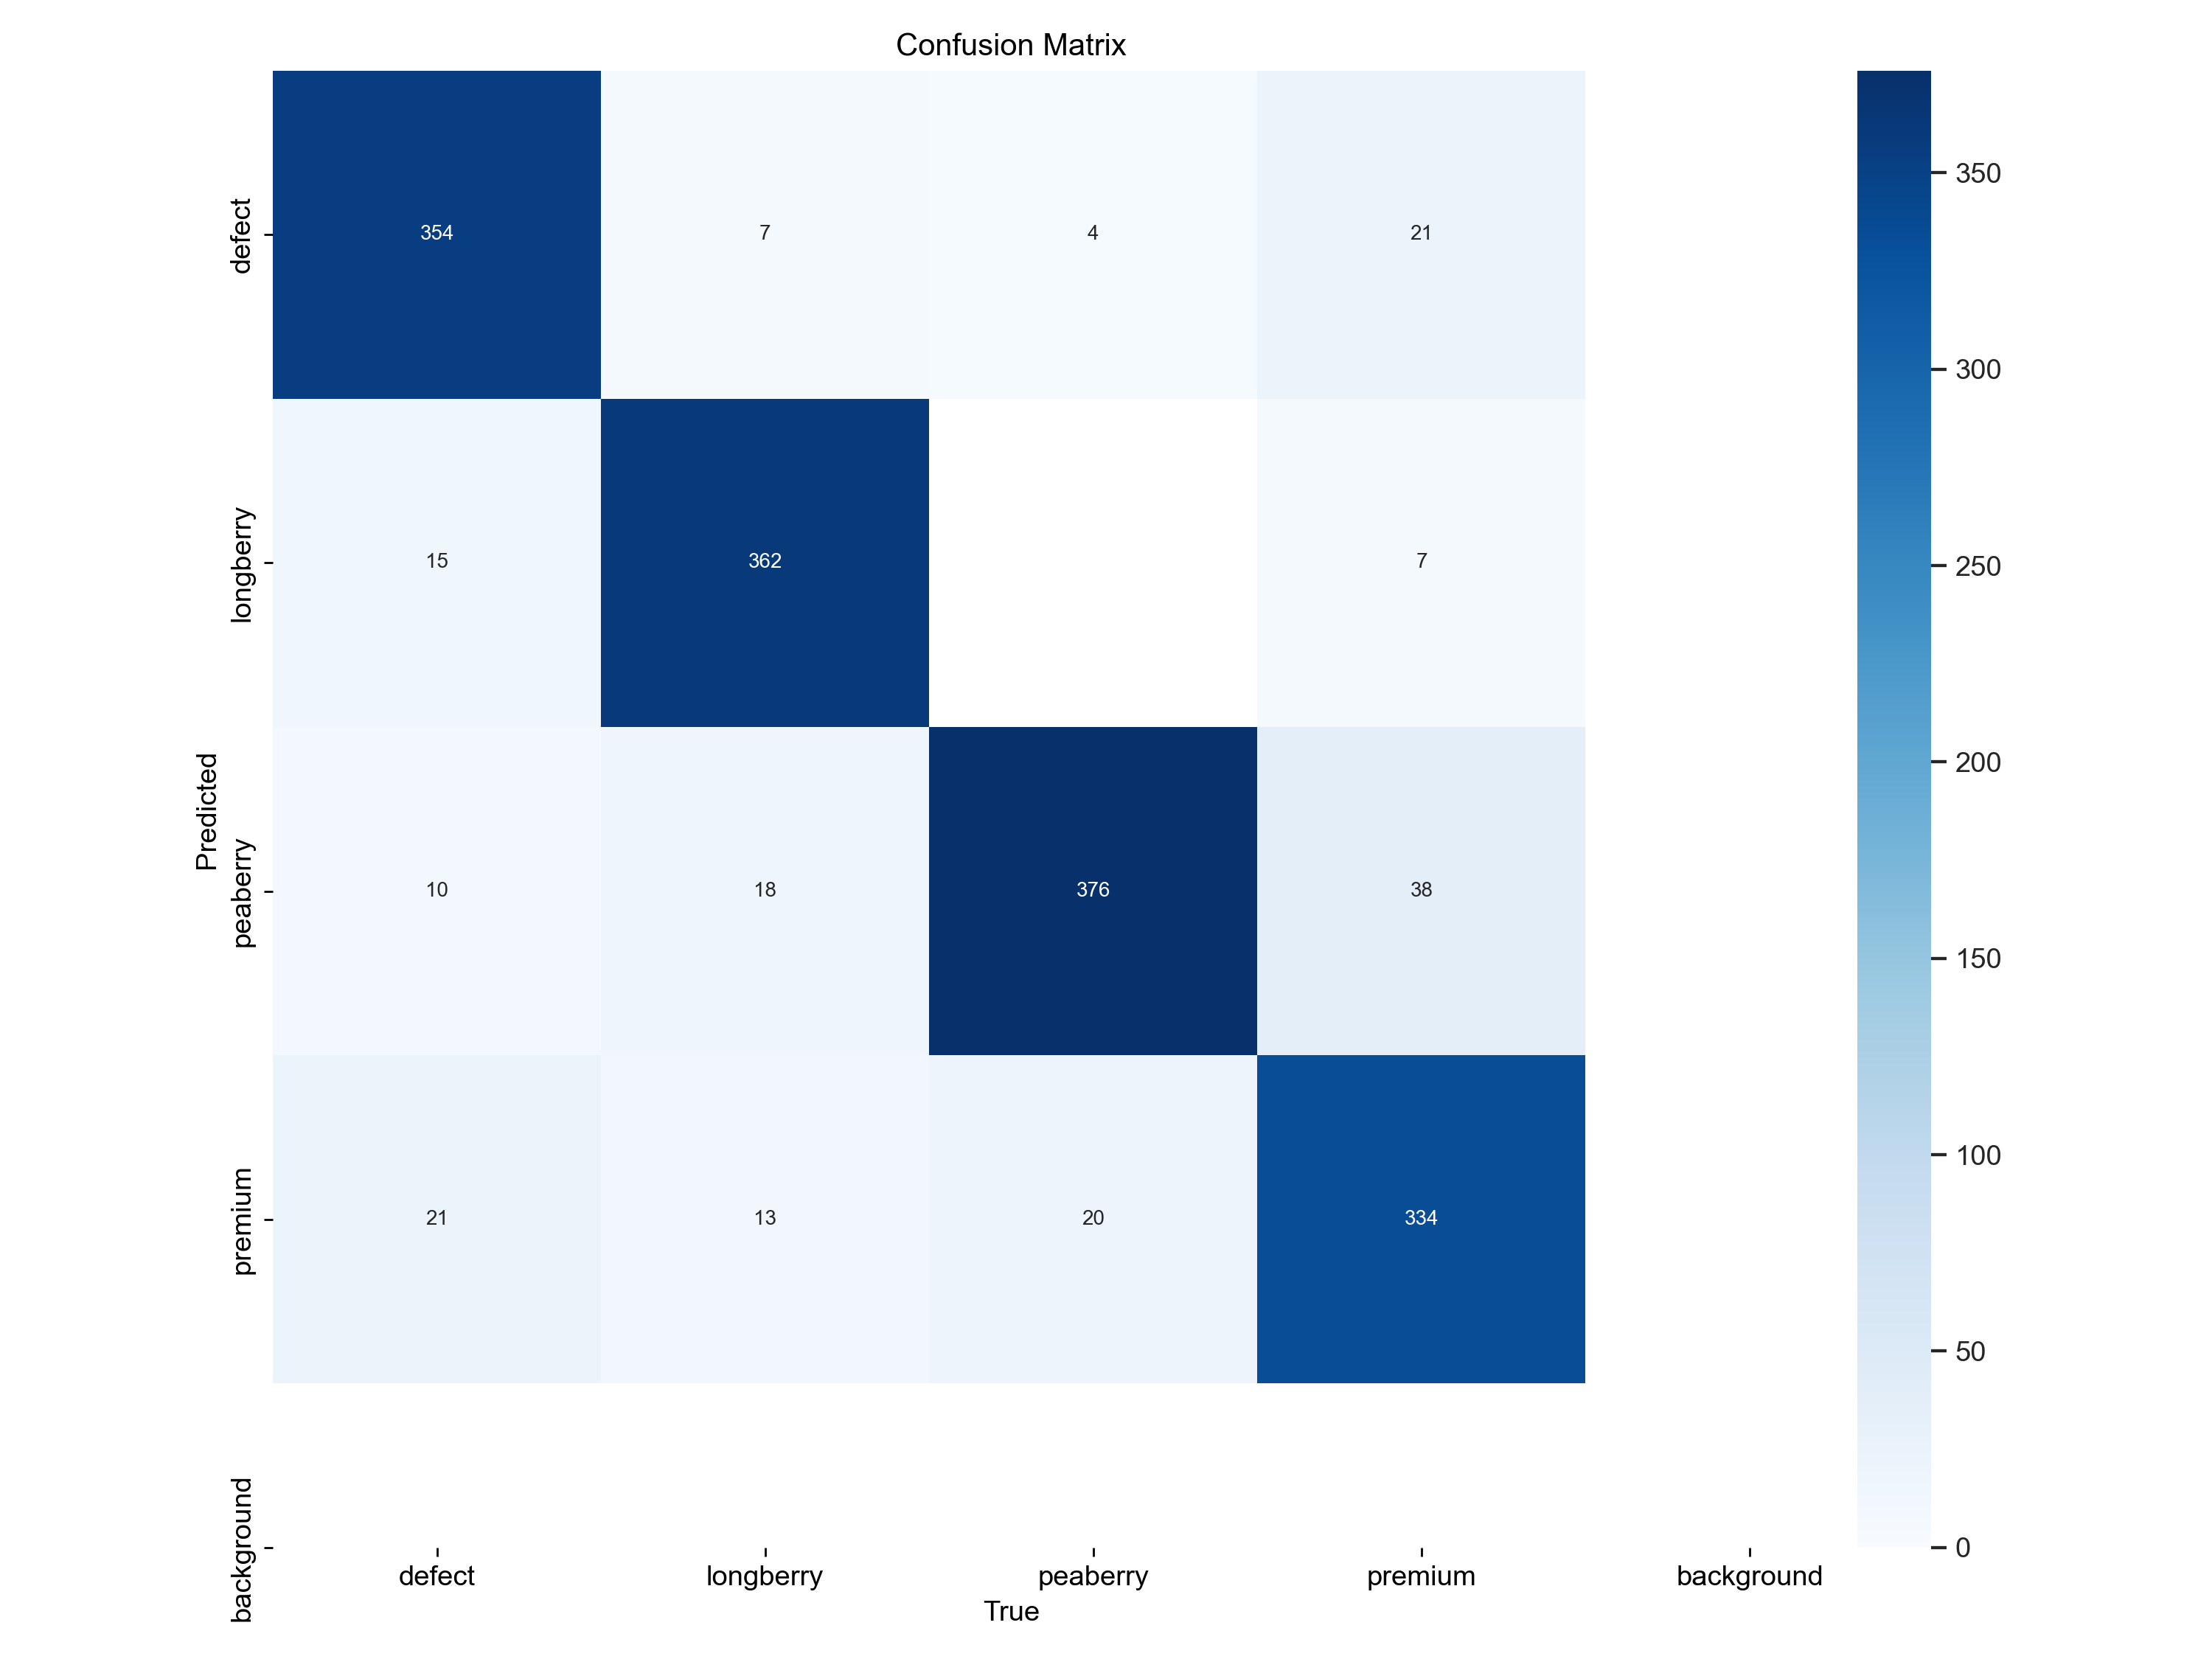 Confusion Matrix
Predicted
defect
354
7
4
21
longberry
15
362
7
peaberry
10
18
376
38
premium
21
13
20
334
background
defect
longberry
peaberry
premium
background
True
350
300
250
200
150
100
50
0